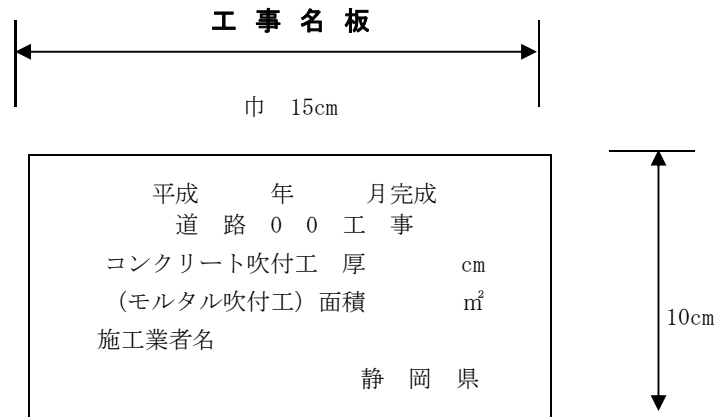 工 事 名 板
巾 15cm
平成 年 月完成
道 路 0 0 工 事
コンクリート吹付工 厚 cm
(モルタル吹付工)面積 ㎡
10cm
施工業者名
静 岡 県